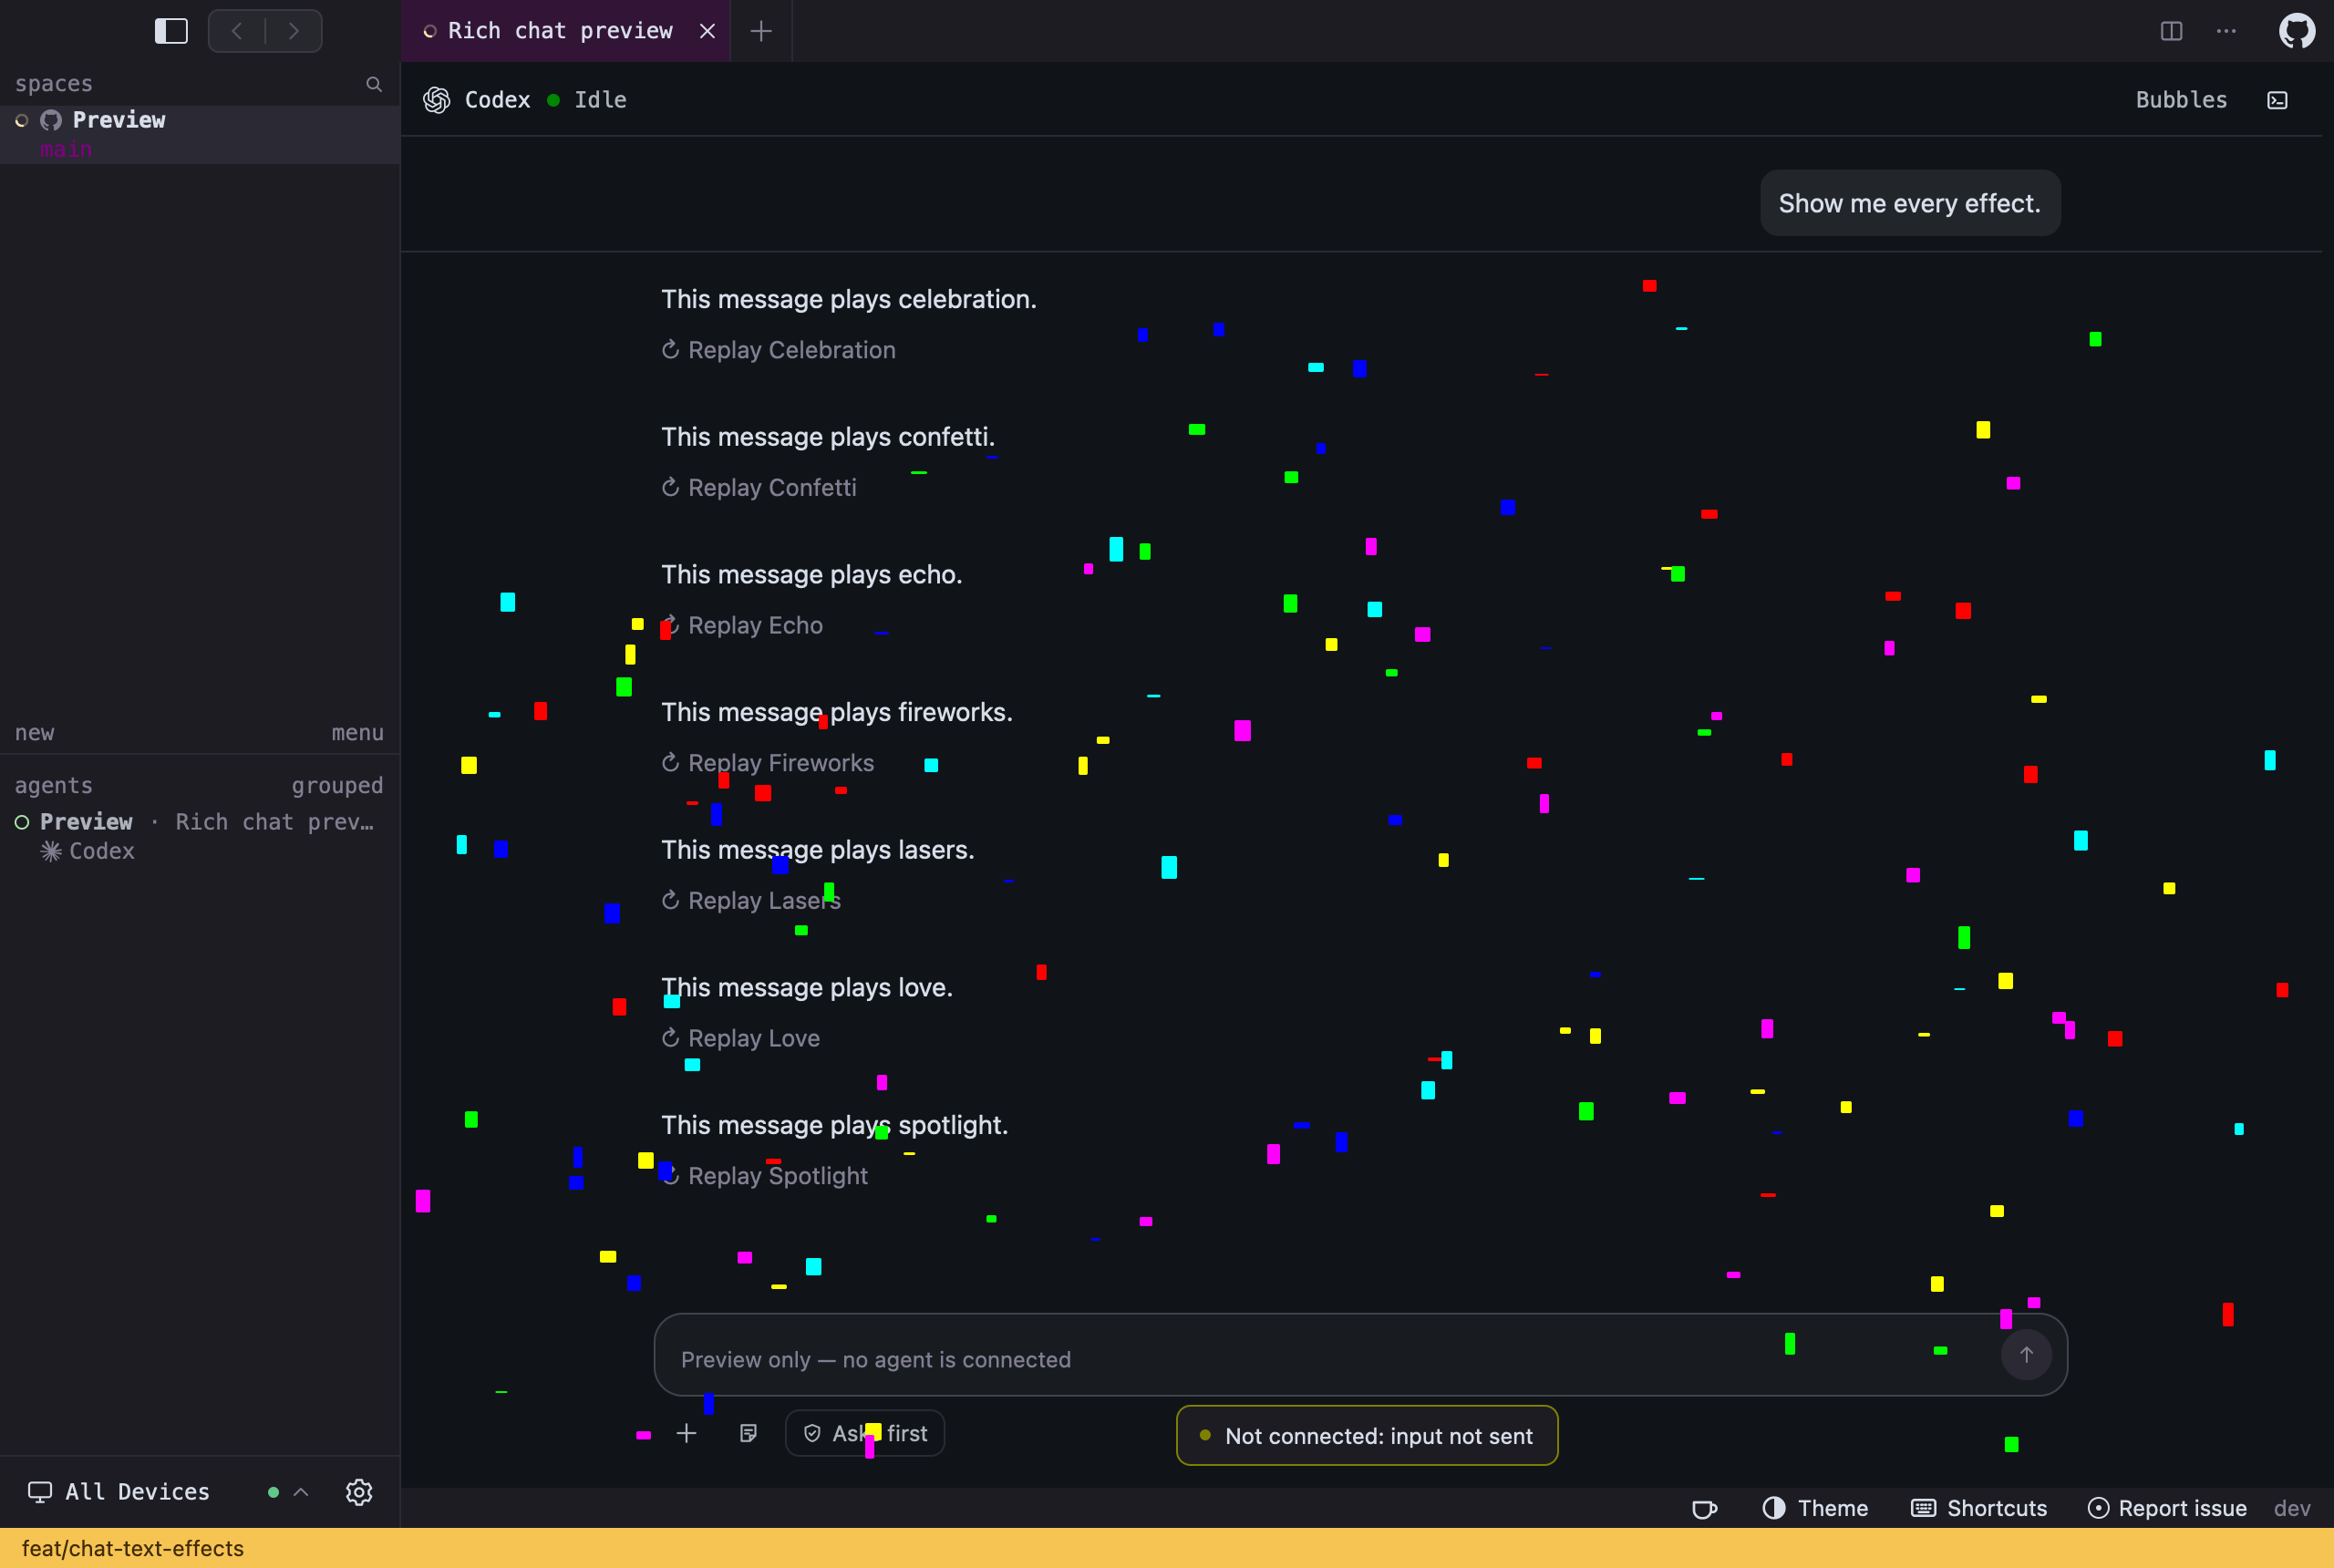 Rich chat preview
spaces
Preview
main
Codex
Idle
Bubbles
Show me every effect.
This message plays celebration.
Replay Celebration
This message plays confetti.
Replay Confetti
This message plays echo.
Replay Echo
This message plays fireworks.
Replay Fireworks
This message plays lasers.
Replay Lasers
This message plays love.
Replay Love
This message plays spotlight.
Replay Spotlight
new
menu
agents
grouped
Preview · Rich chat prev…
Codex
Preview only — no agent is connected
Ask first
Not connected: input not sent
All Devices
Theme
Shortcuts
Report issue
dev
feat/chat-text-effects